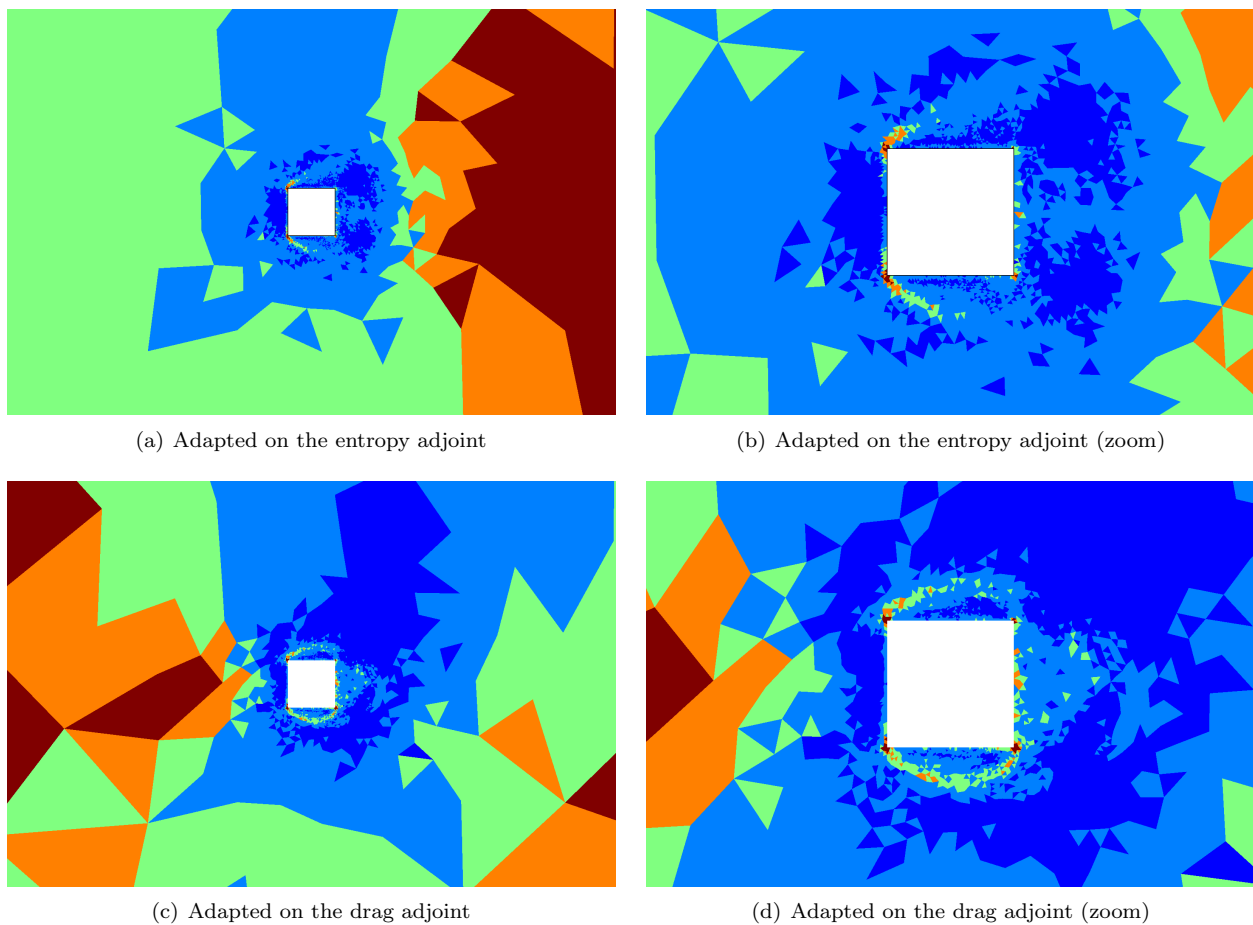 (a) Adapted on the entropy adjoint
(b) Adapted on the entropy adjoint (zoom)
(c) Adapted on the drag adjoint
(d) Adapted on the drag adjoint (zoom)